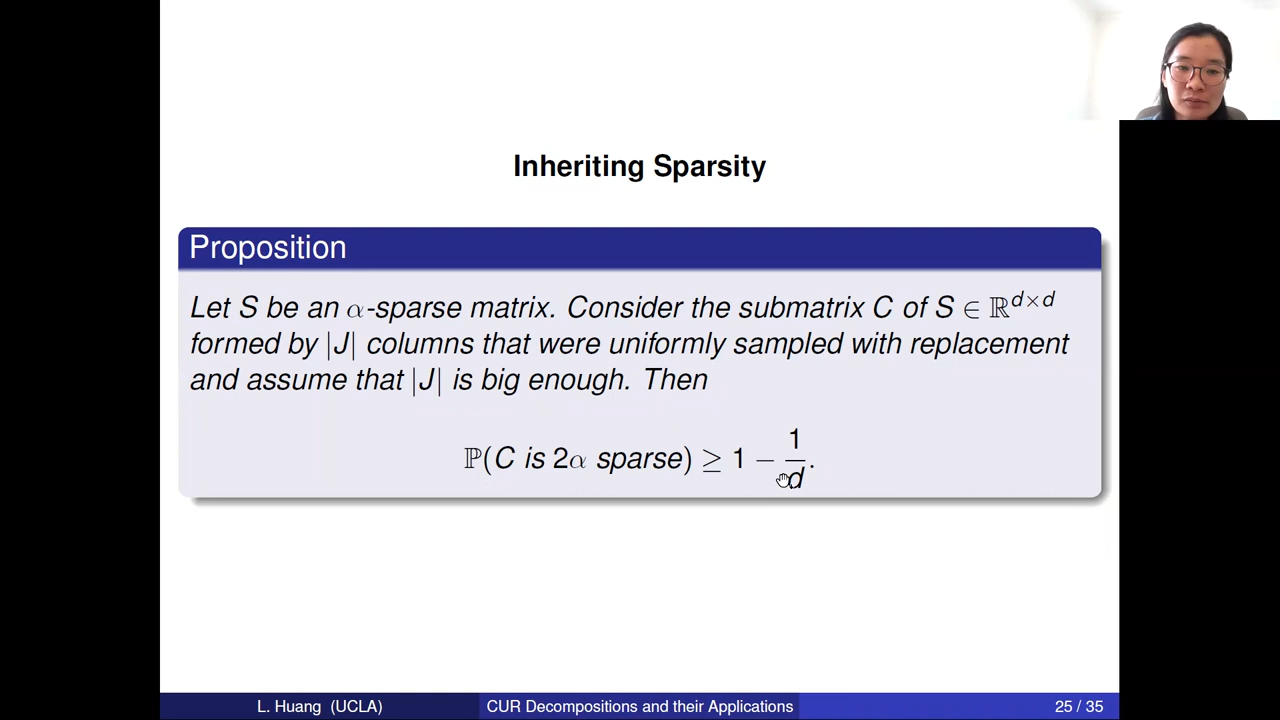 Inheriting Sparsity
Proposition
Let S be an α-sparse matrix. Consider the submatrix C of S ∈ ℝ^{d×d}
formed by |J| columns that were uniformly sampled with replacement
and assume that |J| is big enough. Then
ℙ(C is 2α sparse) ≥ 1 − 1/d.
L. Huang (UCLA) CUR Decompositions and their Applications 25 / 35